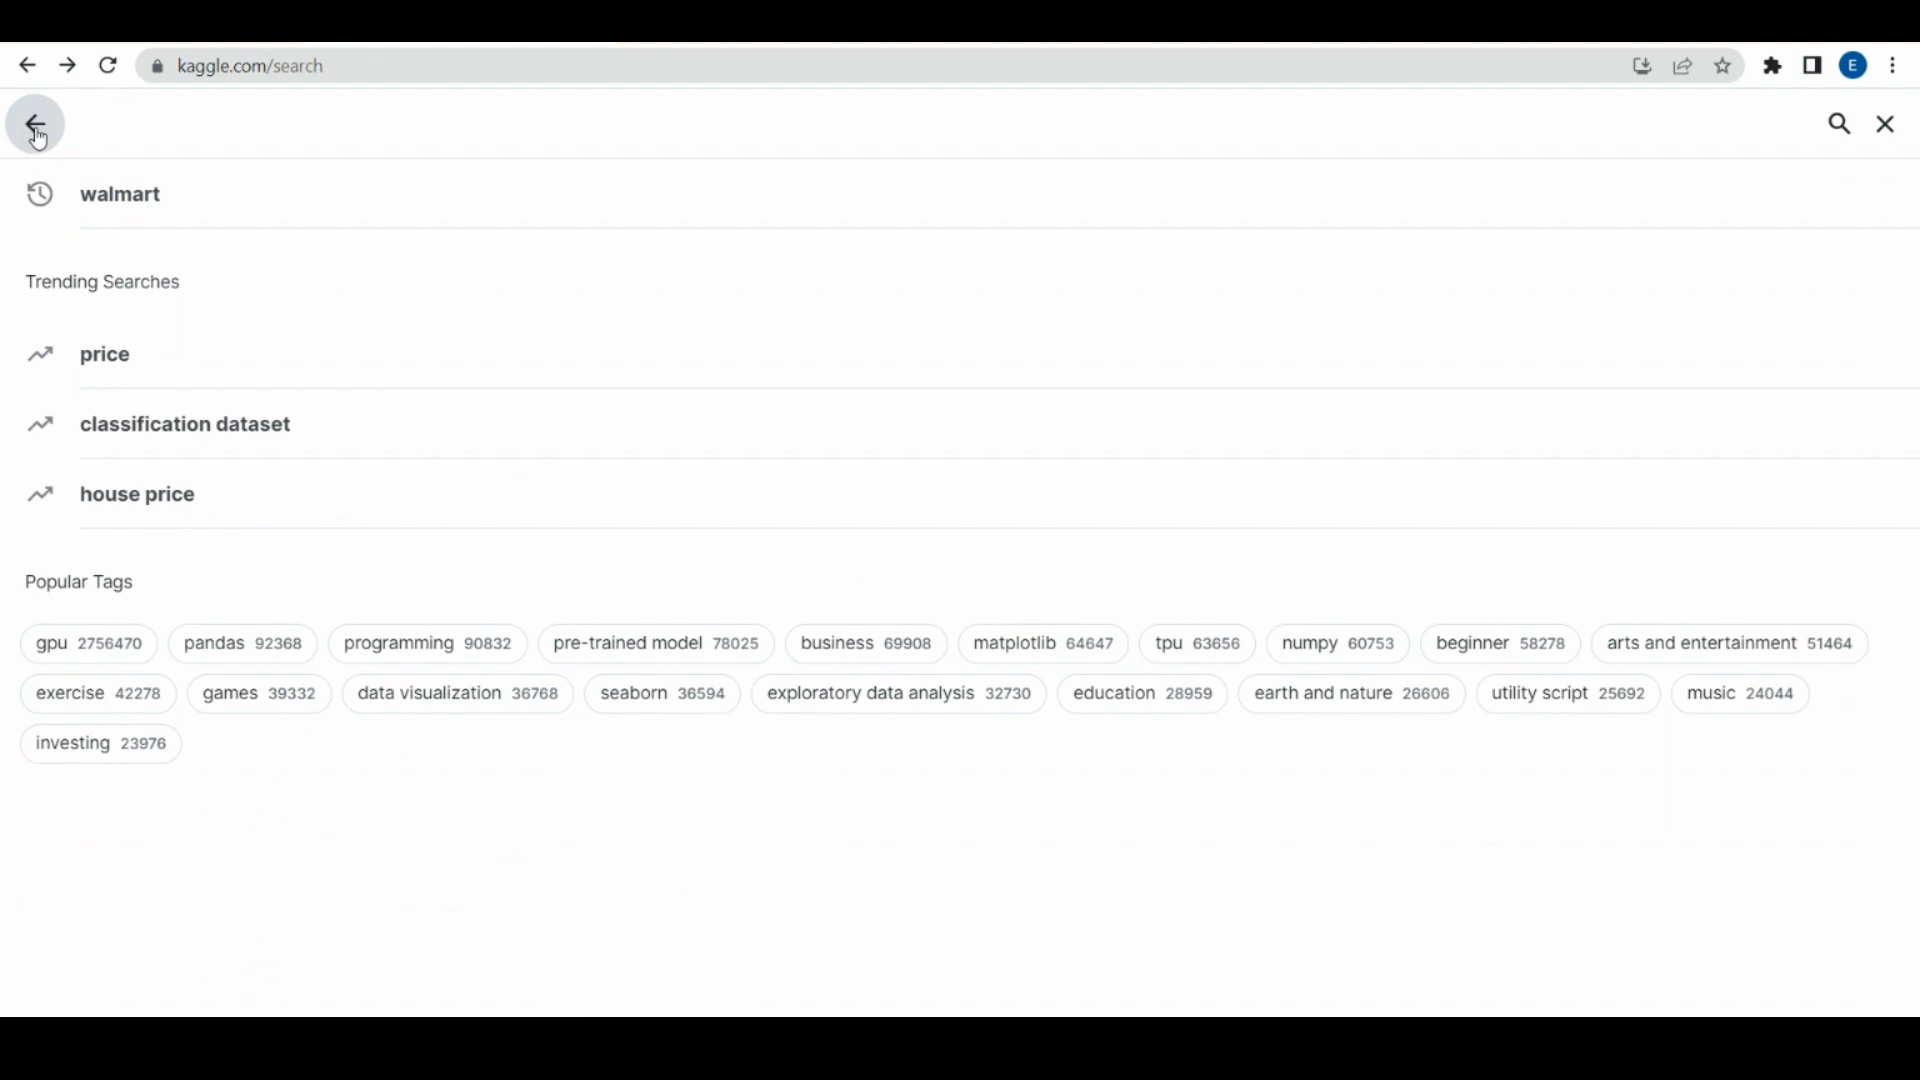 kaggle.com/search
E
walmart
Trending Searches
price
classification dataset
house price
Popular Tags
gpu 2756470 pandas 92368 programming 90832 pre-trained model 78025 business 69908 matplotlib 64647 tpu 63656 numpy 60753 beginner 58278 arts and entertainment 51464
exercise 42278 games 39332 data visualization 36768 seaborn 36594 exploratory data analysis 32730 education 28959 earth and nature 26606 utility script 25692 music 24044
investing 23976